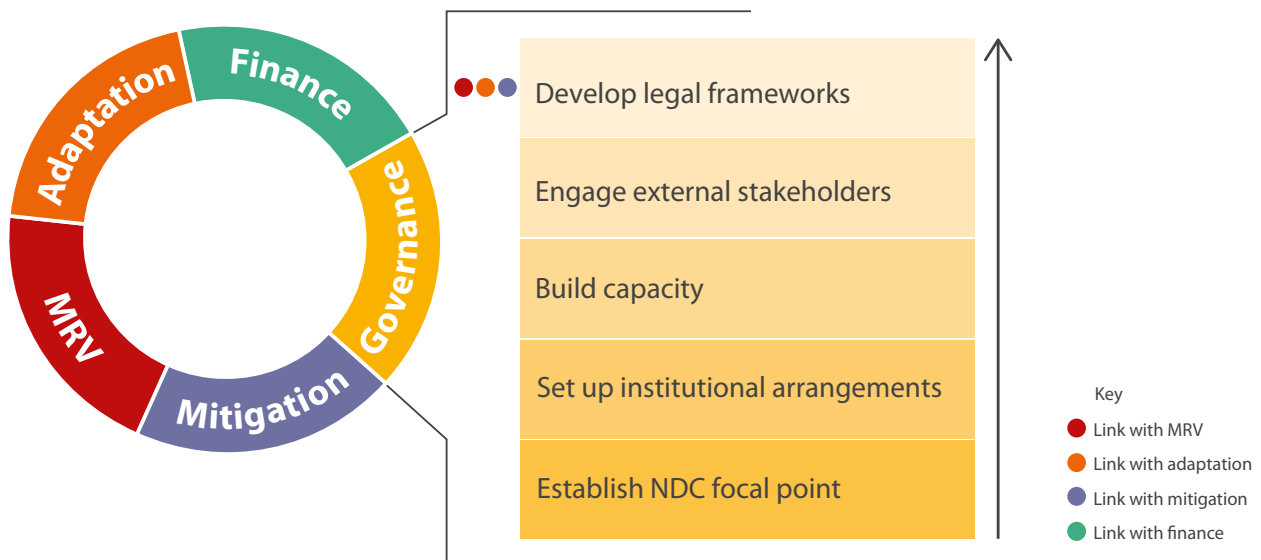 Adaptation
Finance
Governance
Mitigation
MRV
Develop legal frameworks
Engage external stakeholders
Build capacity
Set up institutional arrangements
Establish NDC focal point
Key
Link with MRV
Link with adaptation
Link with mitigation
Link with finance